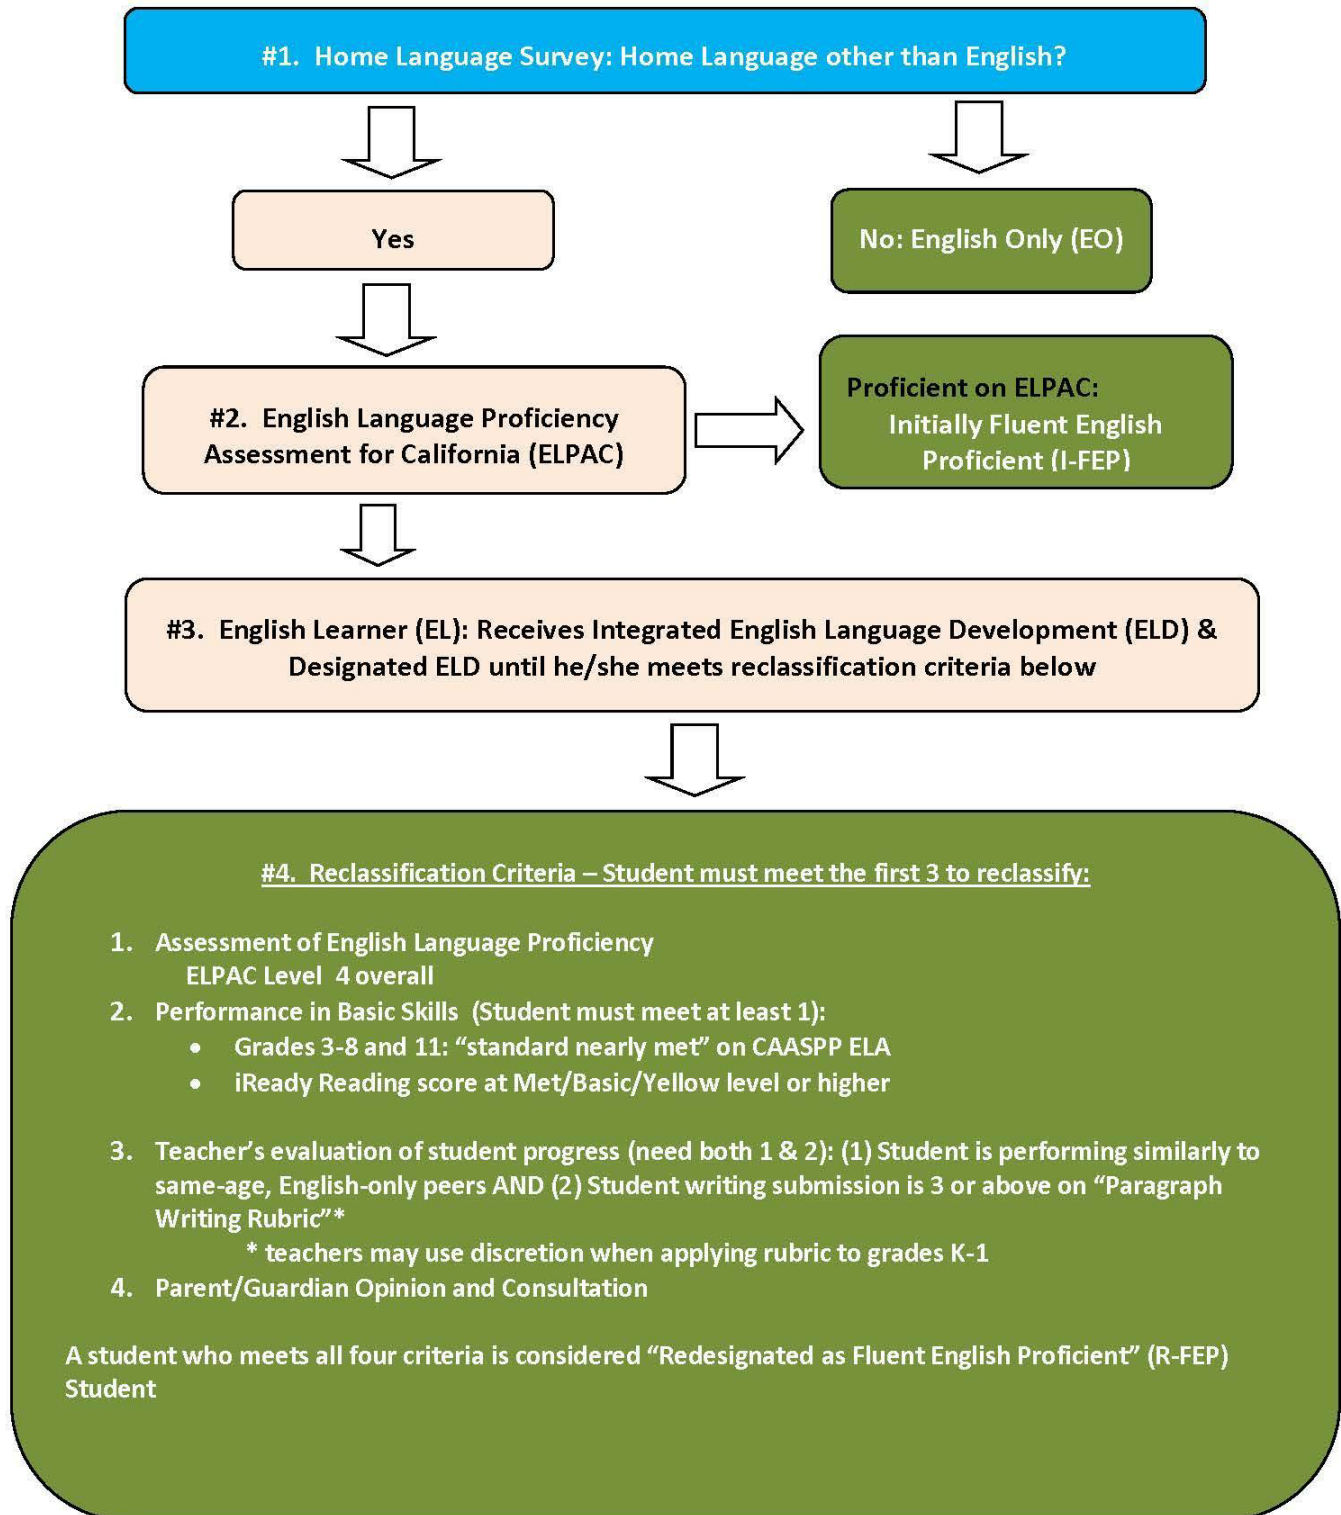 #1. Home Language Survey: Home Language other than English?
Yes
No: English Only (EO)
#2. English Language Proficiency
Assessment for California (ELPAC)
Proficient on ELPAC:
Initially Fluent English
Proficient (I-FEP)
#3. English Learner (EL): Receives Integrated English Language Development (ELD) &
Designated ELD until he/she meets reclassification criteria below
#4. Reclassification Criteria – Student must meet the first 3 to reclassify:
1. Assessment of English Language Proficiency
ELPAC Level 4 overall
2. Performance in Basic Skills (Student must meet at least 1):
• Grades 3-8 and 11: “standard nearly met” on CAASPP ELA
• iReady Reading score at Met/Basic/Yellow level or higher
3. Teacher’s evaluation of student progress (need both 1 & 2): (1) Student is performing similarly to
same-age, English-only peers AND (2) Student writing submission is 3 or above on “Paragraph
Writing Rubric”*
* teachers may use discretion when applying rubric to grades K-1
4. Parent/Guardian Opinion and Consultation
A student who meets all four criteria is considered “Redesignated as Fluent English Proficient” (R-FEP)
Student